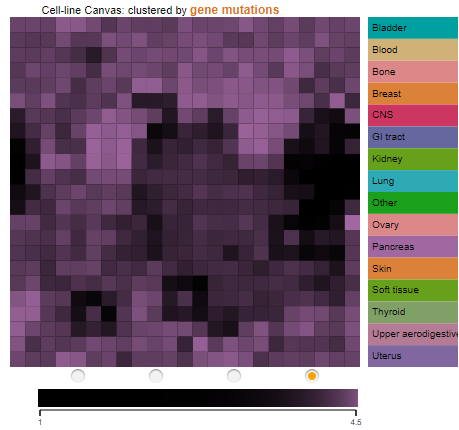 Cell-line Canvas: clustered by gene mutations
Bladder
Blood
Bone
Breast
CNS
GI tract
Kidney
Lung
Other
Ovary
Pancreas
Skin
Soft tissue
Thyroid
Upper aerodigestive
Uterus
1 4.5